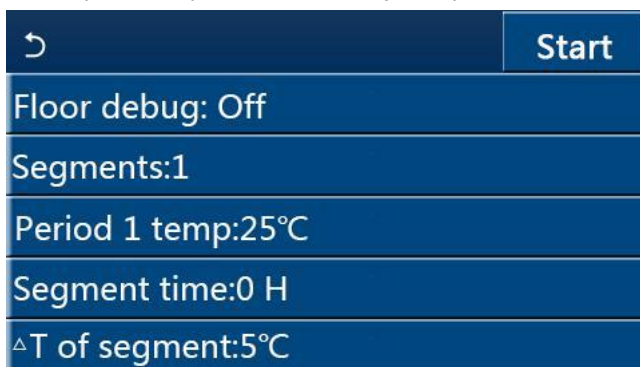 Start
Floor debug: Off
Segments:1
Period 1 temp:25℃
Segment time:0 H
△T of segment:5℃